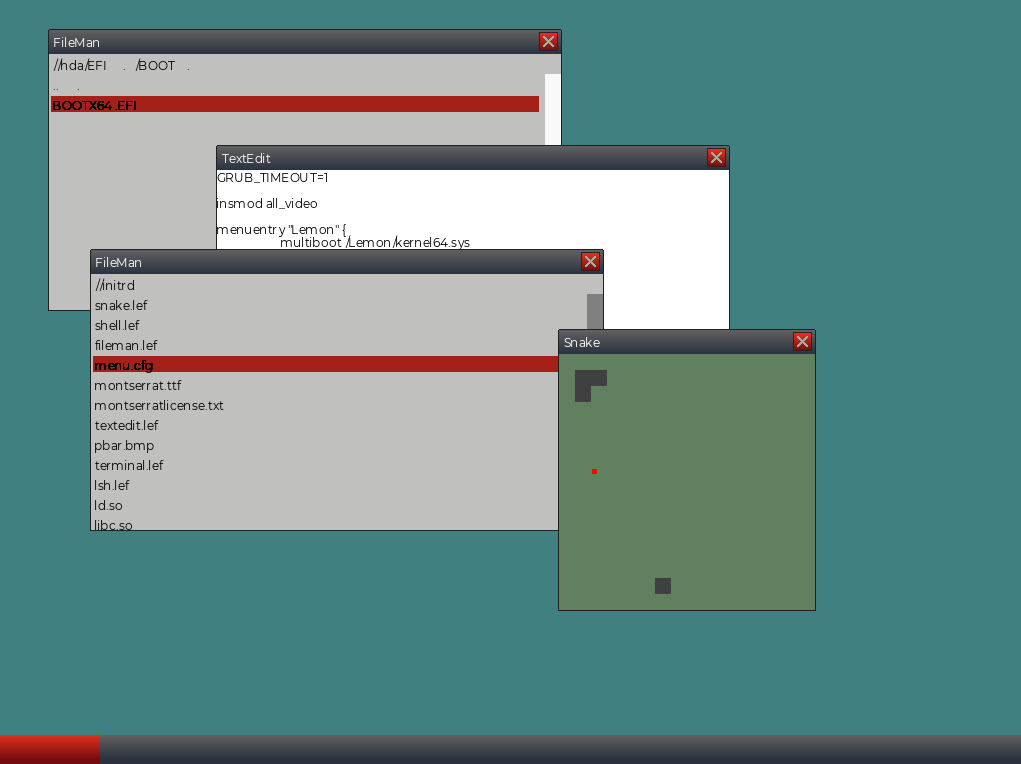 FileMan
//hda/EFI . /BOOT .
.. .
BOOTX64 .EFI
TextEdit
GRUB_TIMEOUT=1
insmod all_video
menuentry "Lemon" {
multiboot /Lemon/kernel64.sys
FileMan
//initrd
snake.lef
shell.lef
fileman.lef
menu.cfg
montserrat.ttf
montserratlicense.txt
textedit.lef
pbar.bmp
terminal.lef
lsh.lef
ld.so
libc.so
Snake